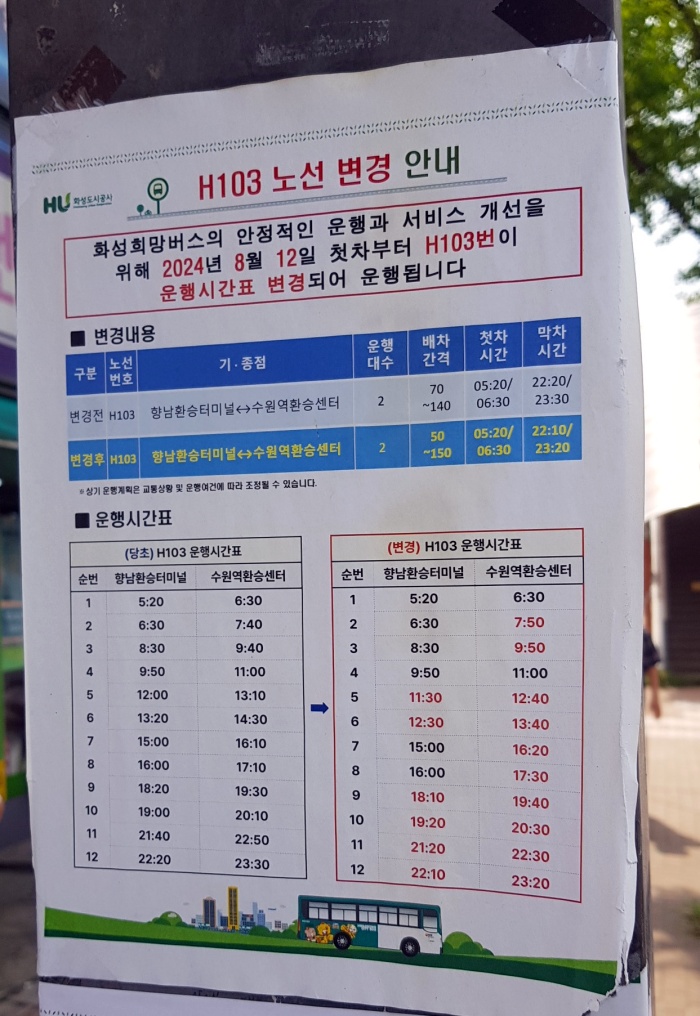 HU 화성도시공사
H103 노선 변경 안내
화성희망버스의 안정적인 운행과 서비스 개선을
위해 2024년 8월 12일 첫차부터 H103번이
운행시간표 변경되어 운행됩니다
■ 변경내용
구분 노선번호 기·종점 운행대수 배차간격 첫차시간 막차시간
변경전 H103 향남환승터미널↔수원역환승센터 2 70~140 05:20/06:30 22:20/23:30
변경후 H103 향남환승터미널↔수원역환승센터 2 50~150 05:20/06:30 22:10/23:20
※상기 운행계획은 교통상황 및 운행여건에 따라 조정될 수 있습니다.
■ 운행시간표
(당초) H103 운행시간표
순번 향남환승터미널 수원역환승센터
1 5:20 6:30
2 6:30 7:40
3 8:30 9:40
4 9:50 11:00
5 12:00 13:10
6 13:20 14:30
7 15:00 16:10
8 16:00 17:10
9 18:20 19:30
10 19:00 20:10
11 21:40 22:50
12 22:20 23:30
(변경) H103 운행시간표
순번 향남환승터미널 수원역환승센터
1 5:20 6:30
2 6:30 7:50
3 8:30 9:50
4 9:50 11:00
5 11:30 12:40
6 12:30 13:40
7 15:00 16:20
8 16:00 17:30
9 18:10 19:40
10 19:20 20:30
11 21:20 22:30
12 22:10 23:20